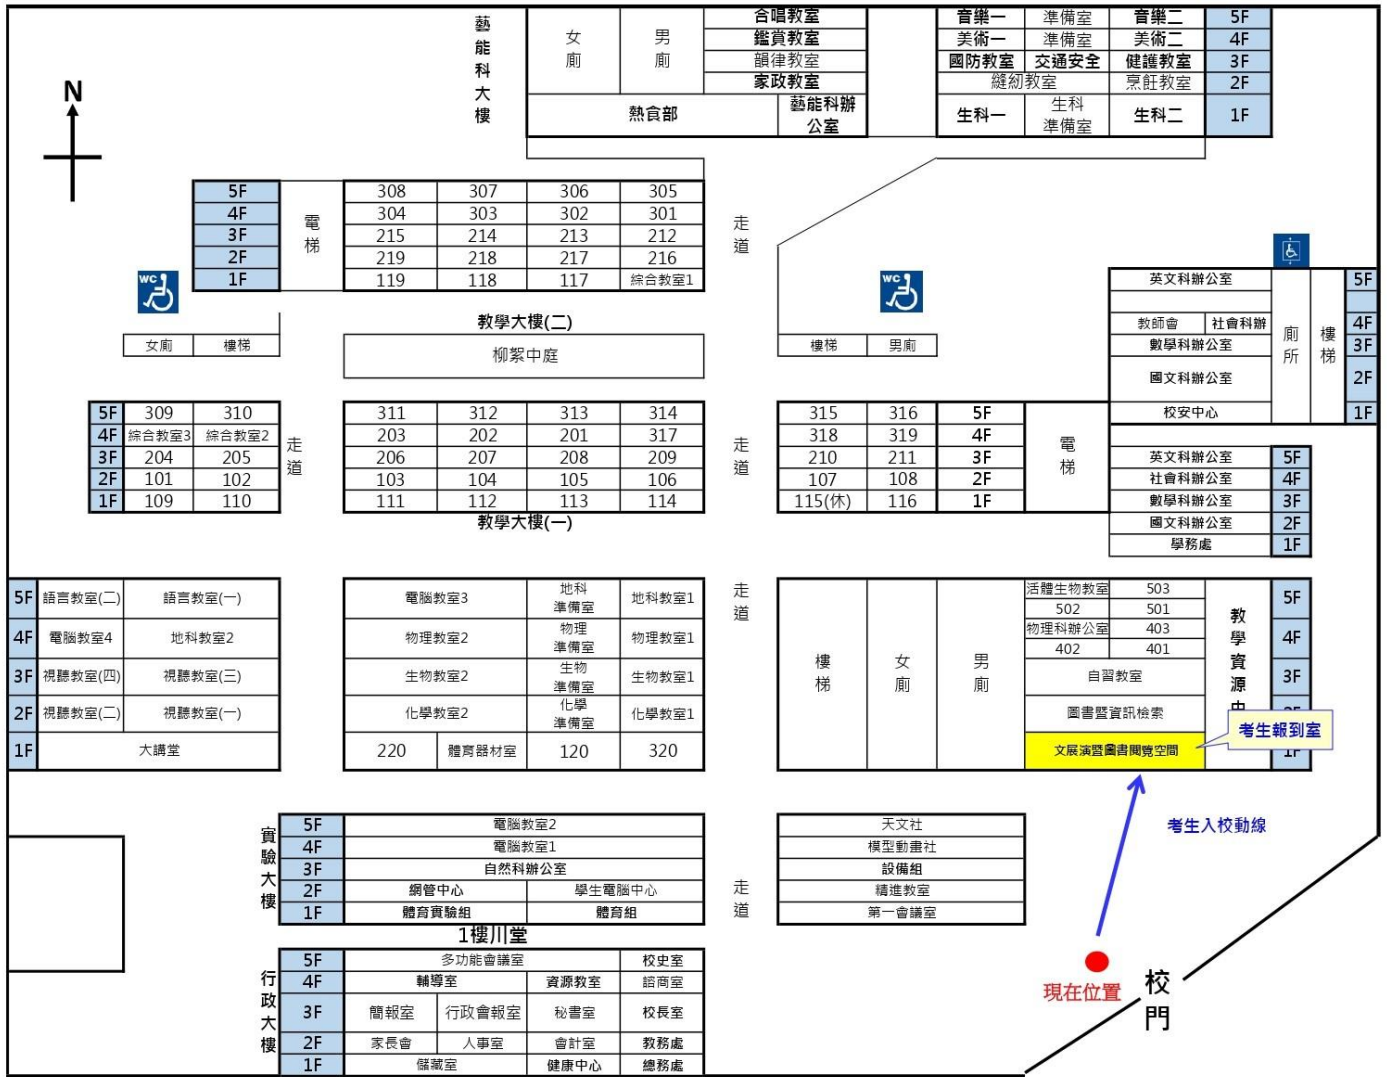 藝能科大樓
女廁
男廁
合唱教室
鑑賞教室
韻律教室
家政教室
熱食部
藝能科辦公室
音樂一 準備室 音樂二 5F
美術一 準備室 美術二 4F
國防教室 交通安全 健護教室 3F
縫紉教室 烹飪教室 2F
生科一 生科準備室 生科二 1F
N
5F 308 307 306 305
4F 304 303 302 301
3F 215 214 213 212
2F 219 218 217 216
1F 119 118 117 綜合教室1
電梯
走道
WC
WC
教學大樓(二)
女廁 樓梯
柳絮中庭
樓梯 男廁
英文科辦公室 5F
教師會 社會科辦 4F
數學科辦公室 3F
國文科辦公室 2F
校安中心 1F
廁所
樓梯
5F 309 310
4F 綜合教室3 綜合教室2
3F 204 205
2F 101 102
1F 109 110
走道
311 312 313 314
203 202 201 317
206 207 208 209
103 104 105 106
111 112 113 114
教學大樓(一)
走道
315 316 5F
318 319 4F
210 211 3F
107 108 2F
115(休) 116 1F
電梯
英文科辦公室 5F
社會科辦公室 4F
數學科辦公室 3F
國文科辦公室 2F
學務處 1F
5F 語言教室(二) 語言教室(一)
4F 電腦教室4 地科教室2
3F 視聽教室(四) 視聽教室(三)
2F 視聽教室(二) 視聽教室(一)
1F 大講堂
電腦教室3 地科準備室 地科教室1
物理教室2 物理準備室 物理教室1
生物教室2 生物準備室 生物教室1
化學教室2 化學準備室 化學教室1
220 體育器材室 120 320
走道
樓梯
女廁
男廁
活體生物教室 503
502 501
物理科辦公室 403
402 401
自習教室
圖書暨資訊檢索
文展演暨圖書閱覽空間
教學資源中
5F
4F
3F
2F
1F
考生報到室
考生入校動線
現在位置
校門
實驗大樓
5F 電腦教室2
4F 電腦教室1
3F 自然科辦公室
2F 網管中心 學生電腦中心
1F 體育實驗組 體育組
1樓川堂
走道
天文社
模型動畫社
設備組
精進教室
第一會議室
行政大樓
5F 多功能會議室 校史室
4F 輔導室 資源教室 諮商室
3F 簡報室 行政會報室 秘書室 校長室
2F 家長會 人事室 會計室 教務處
1F 儲藏室 健康中心 總務處